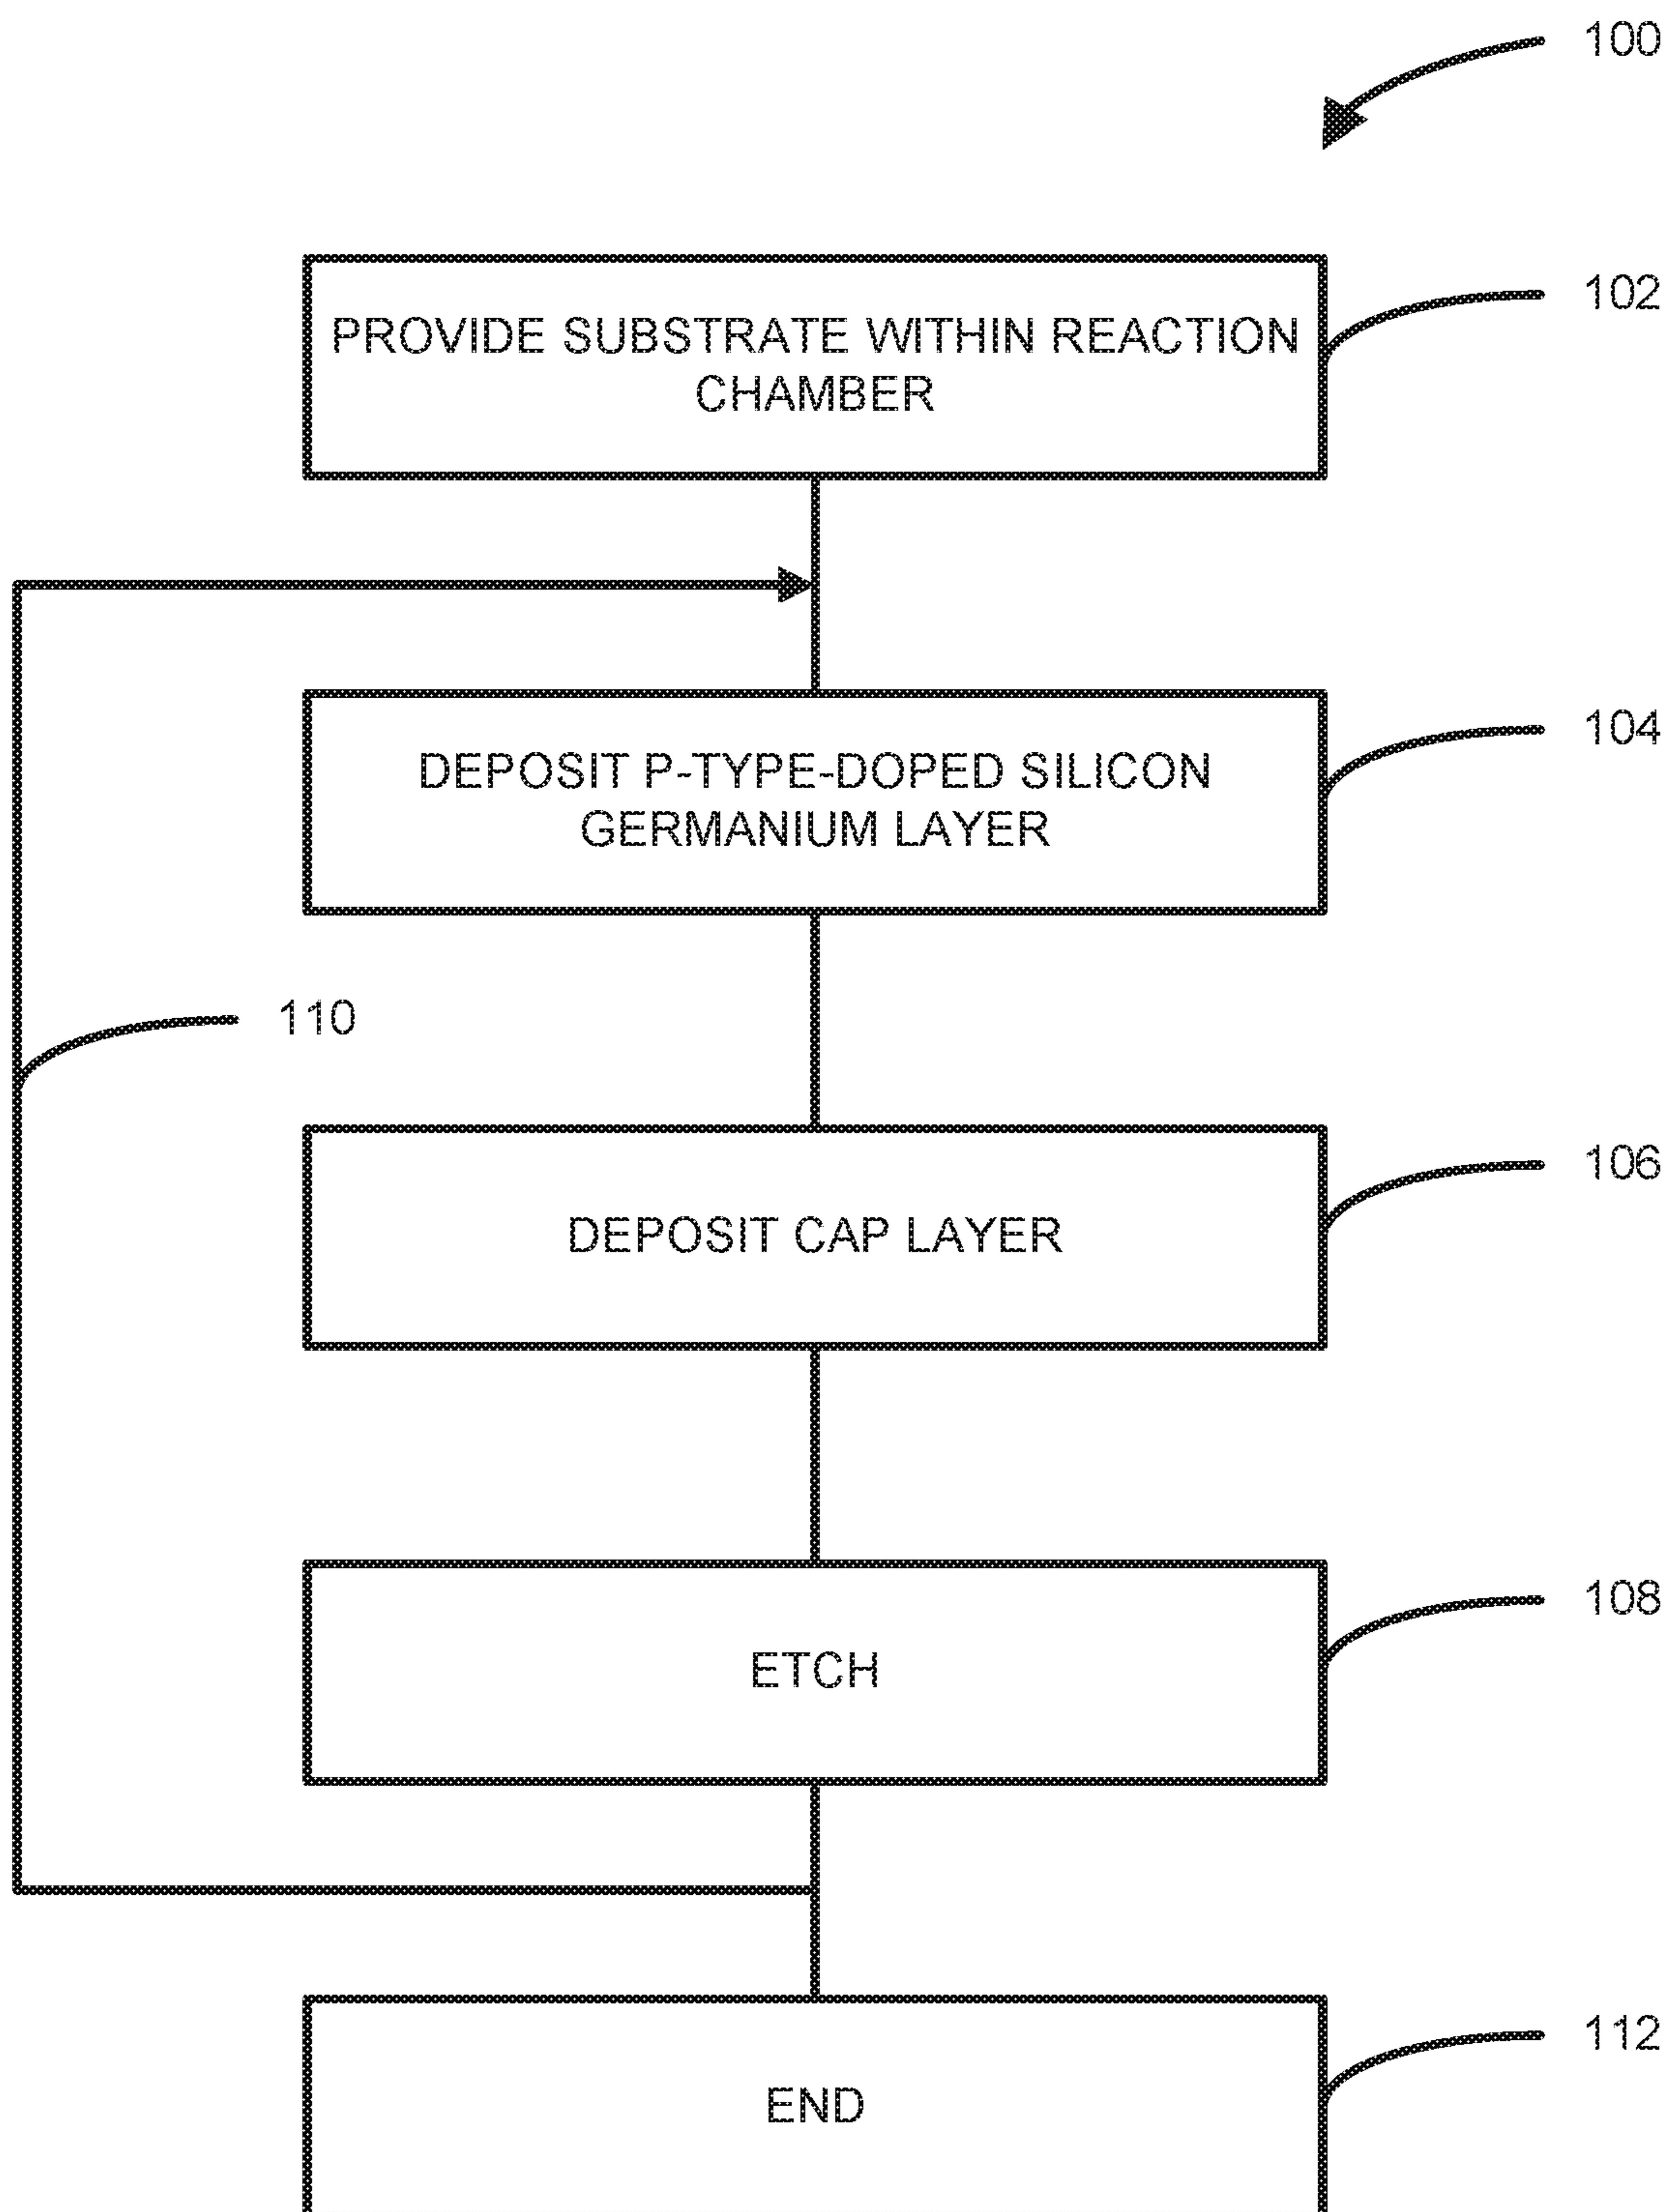 100
PROVIDE SUBSTRATE WITHIN REACTION
CHAMBER
102
DEPOSIT P-TYPE-DOPED SILICON
GERMANIUM LAYER
104
110
DEPOSIT CAP LAYER
106
ETCH
108
END
112